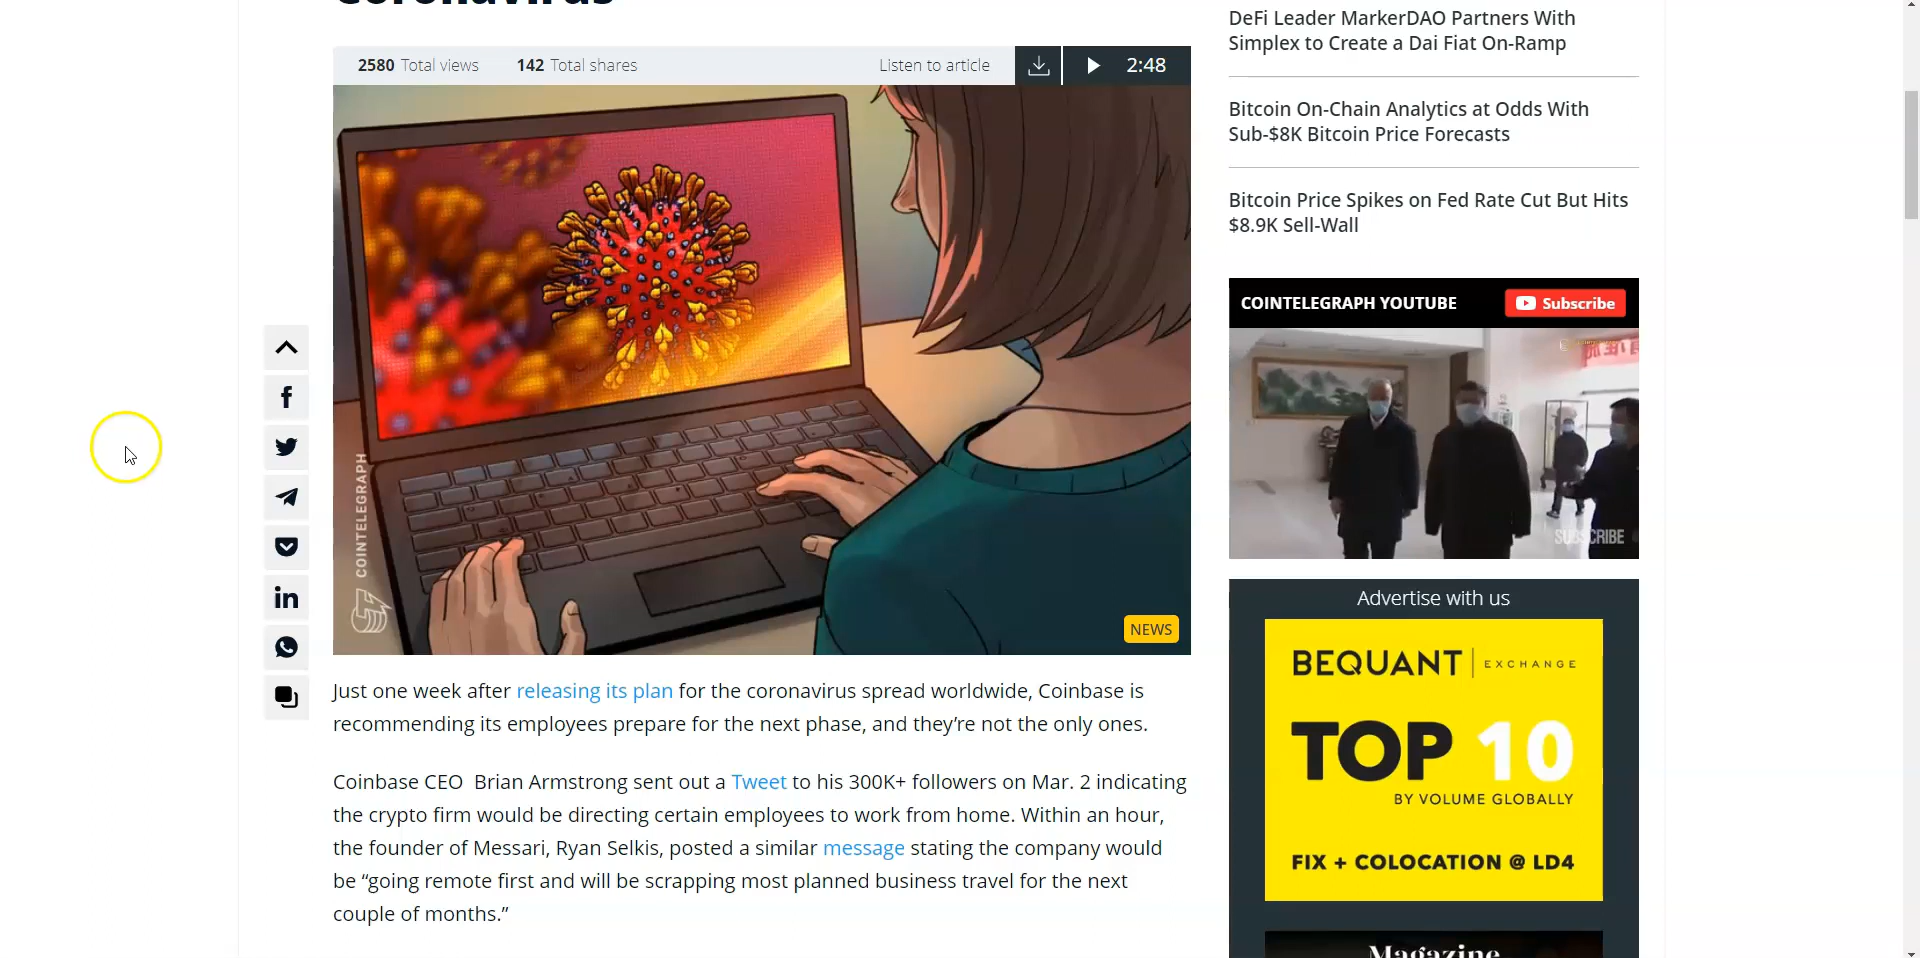 2580 Total views 142 Total shares
Listen to article
2:48
COINTELEGRAPH
NEWS
Just one week after releasing its plan for the coronavirus spread worldwide, Coinbase is
recommending its employees prepare for the next phase, and they’re not the only ones.
Coinbase CEO Brian Armstrong sent out a Tweet to his 300K+ followers on Mar. 2 indicating
the crypto firm would be directing certain employees to work from home. Within an hour,
the founder of Messari, Ryan Selkis, posted a similar message stating the company would
be “going remote first and will be scrapping most planned business travel for the next
couple of months.”
DeFi Leader MarkerDAO Partners With
Simplex to Create a Dai Fiat On-Ramp
Bitcoin On-Chain Analytics at Odds With
Sub-$8K Bitcoin Price Forecasts
Bitcoin Price Spikes on Fed Rate Cut But Hits
$8.9K Sell-Wall
COINTELEGRAPH YOUTUBE
Subscribe
SUBSCRIBE
Advertise with us
BEQUANT | EXCHANGE
TOP 10
BY VOLUME GLOBALLY
FIX + COLOCATION @ LD4
Magazine